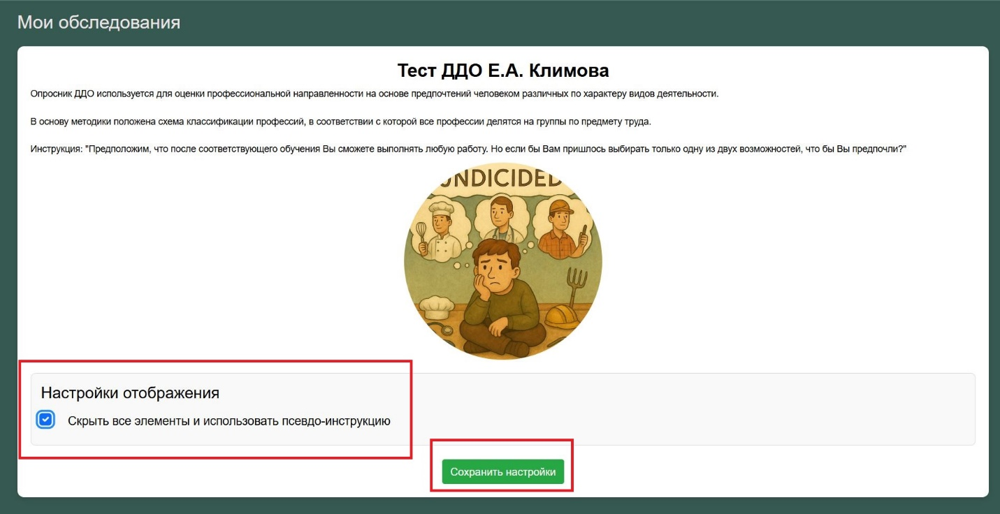 Мои обследования
Тест ДДО Е.А. Климова
Опросник ДДО используется для оценки профессиональной направленности на основе предпочтений человеком различных по характеру видов деятельности.
В основу методики положена схема классификации профессий, в соответствии с которой все профессии делятся на группы по предмету труда.
Инструкция: "Предположим, что после соответствующего обучения Вы сможете выполнять любую работу. Но если бы Вам пришлось выбирать только одну из двух возможностей, что бы Вы предпочли?"
UNDICIDED
Настройки отображения
Скрыть все элементы и использовать псевдо-инструкцию
Сохранить настройки